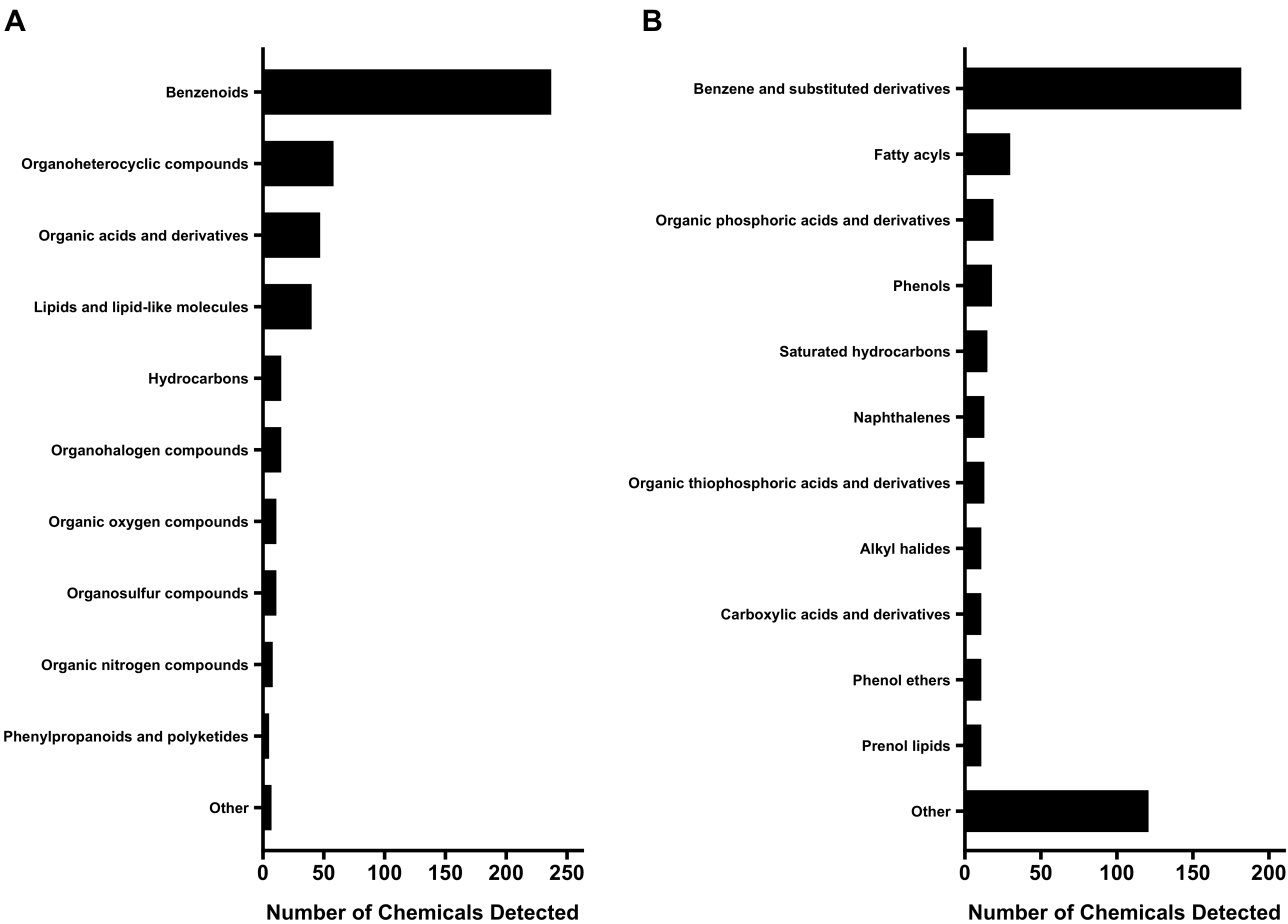 A
Benzenoids
Organoheterocyclic compounds
Organic acids and derivatives
Lipids and lipid-like molecules
Hydrocarbons
Organohalogen compounds
Organic oxygen compounds
Organosulfur compounds
Organic nitrogen compounds
Phenylpropanoids and polyketides
Other
0 50 100 150 200 250
Number of Chemicals Detected
B
Benzene and substituted derivatives
Fatty acyls
Organic phosphoric acids and derivatives
Phenols
Saturated hydrocarbons
Naphthalenes
Organic thiophosphoric acids and derivatives
Alkyl halides
Carboxylic acids and derivatives
Phenol ethers
Prenol lipids
Other
0 50 100 150 200
Number of Chemicals Detected